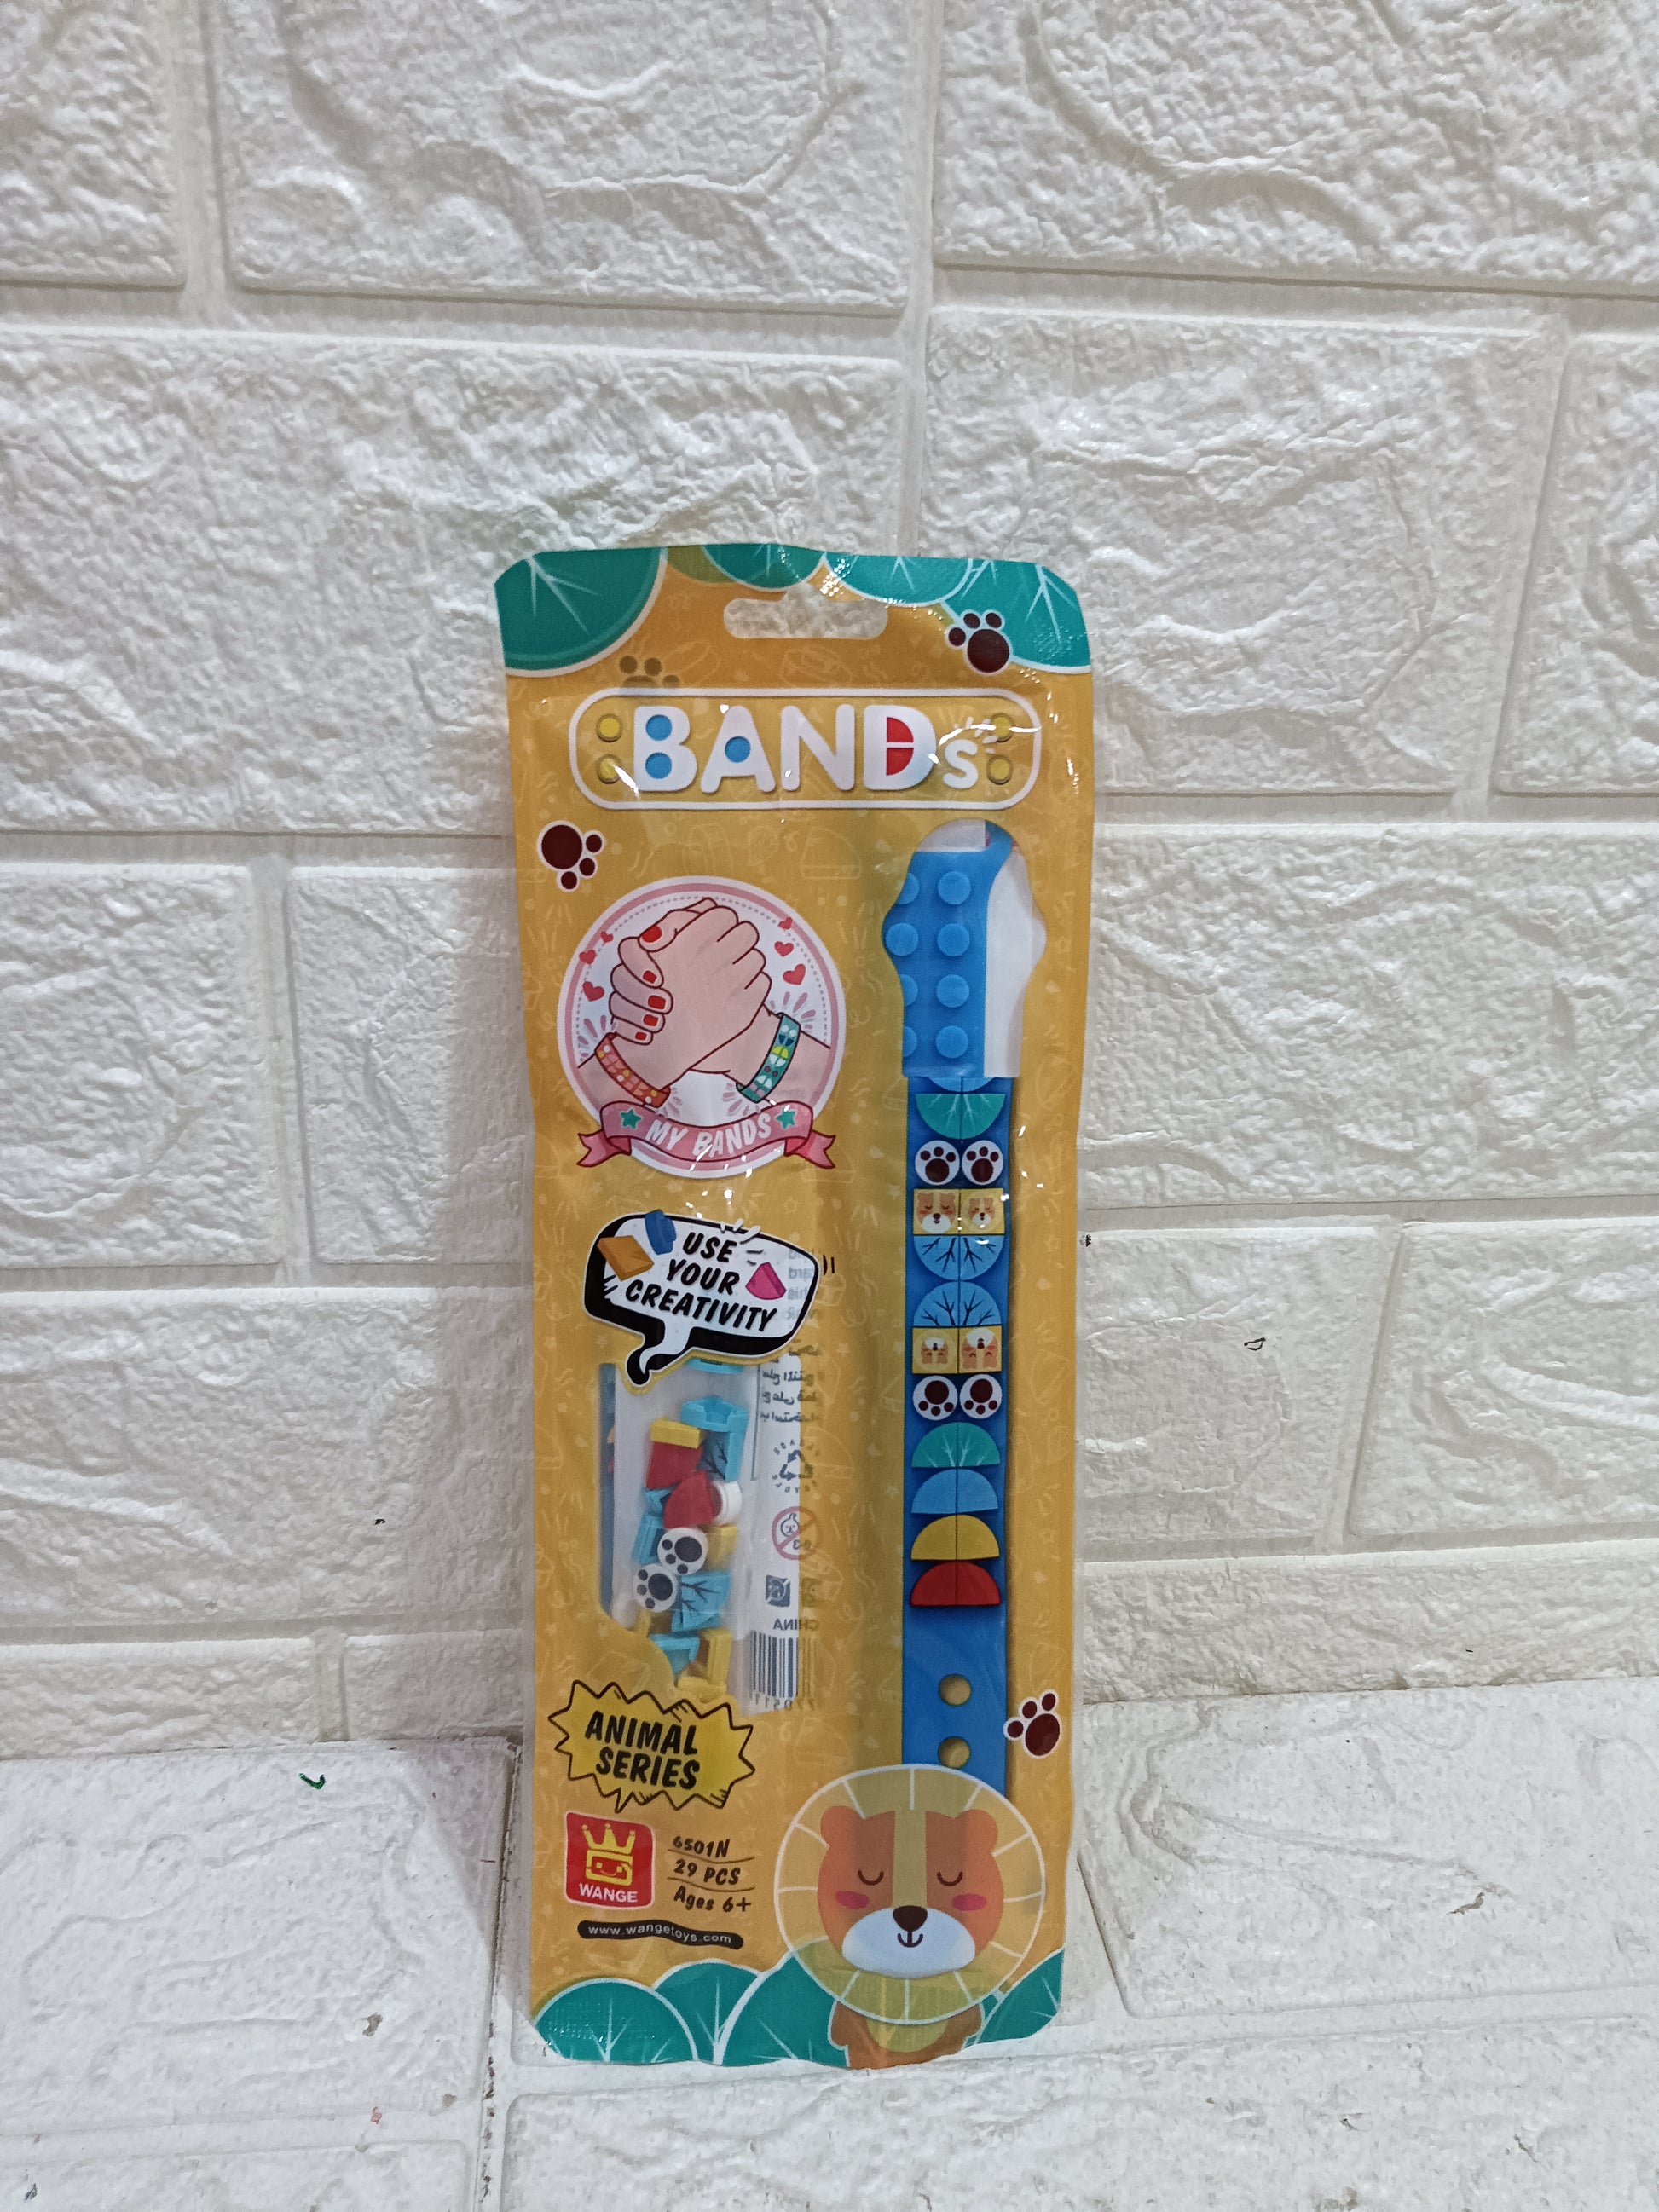 BANDs
MY BANDS
USE
YOUR
CREATIVITY
CHINA
ANIMAL
SERIES
WANGE
6501N
29 PCS
Ages 6+
www.wangetoys.com